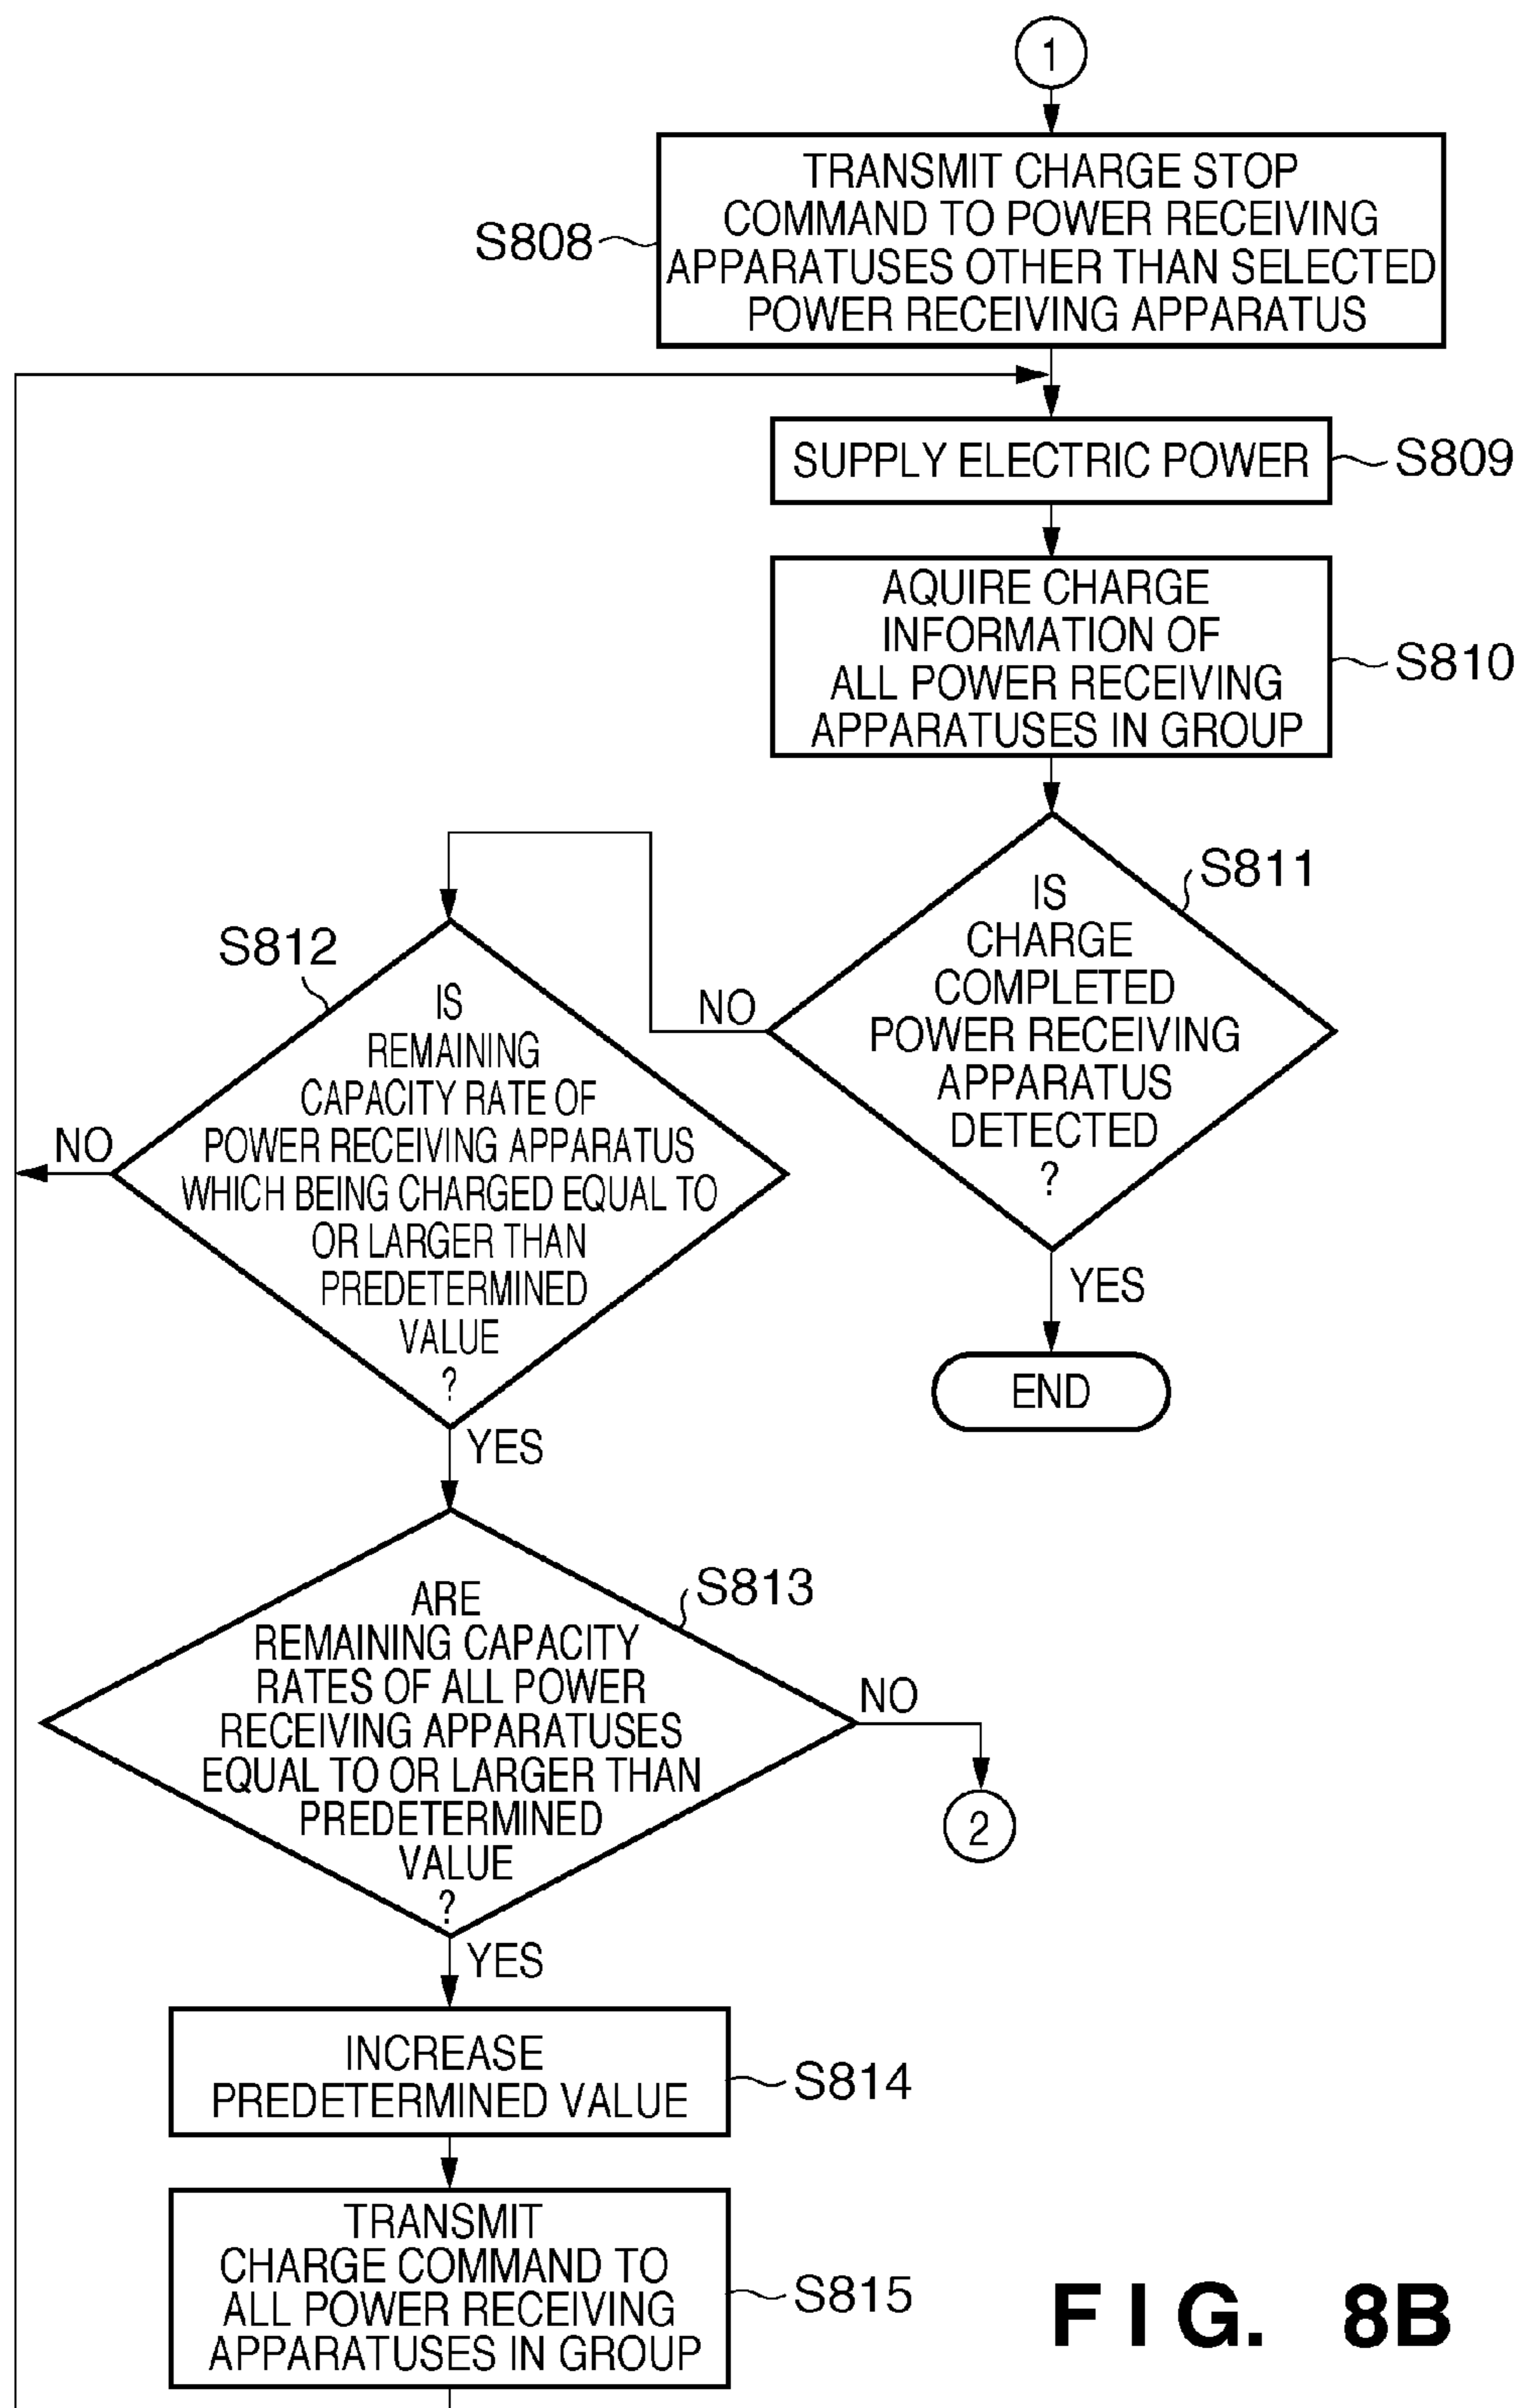 1
TRANSMIT CHARGE STOP
COMMAND TO POWER RECEIVING
APPARATUSES OTHER THAN SELECTED
POWER RECEIVING APPARATUS
S808
SUPPLY ELECTRIC POWER
S809
AQUIRE CHARGE
INFORMATION OF
ALL POWER RECEIVING
APPARATUSES IN GROUP
S810
S811
IS
CHARGE
COMPLETED
POWER RECEIVING
APPARATUS
DETECTED
?
NO
YES
END
S812
IS
REMAINING
CAPACITY RATE OF
POWER RECEIVING APPARATUS
WHICH BEING CHARGED EQUAL TO
OR LARGER THAN
PREDETERMINED
VALUE
?
NO
YES
S813
ARE
REMAINING CAPACITY
RATES OF ALL POWER
RECEIVING APPARATUSES
EQUAL TO OR LARGER THAN
PREDETERMINED
VALUE
?
NO
2
YES
INCREASE
PREDETERMINED VALUE
S814
TRANSMIT
CHARGE COMMAND TO
ALL POWER RECEIVING
APPARATUSES IN GROUP
S815
FIG. 8B